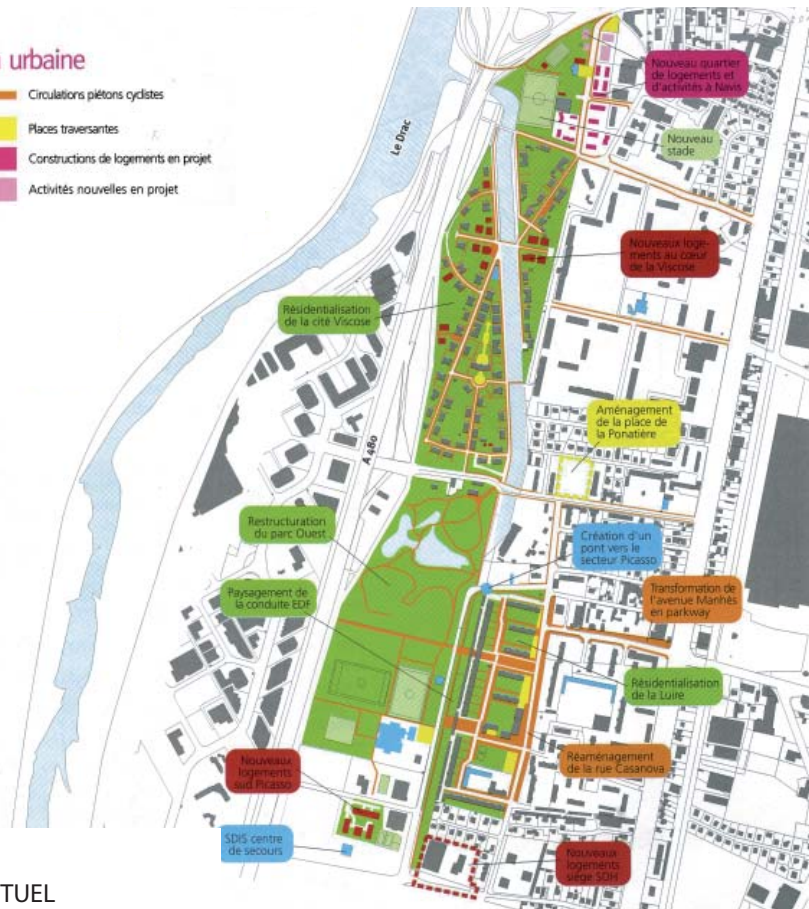 urbaine
Circulations piétons cyclistes
Places traversantes
Constructions de logements en projet
Activités nouvelles en projet
Le Drac
Nouveau quartier
de logements et
d'activités à Navis
Nouveau
stade
Nouveaux loge-
ments au cœur
de la Viscose
Résidentialisation
de la cité Viscose
Aménagement
de la place de
la Ponatière
A 480
Restructuration
du parc Ouest
Création d'un
pont vers le
secteur Picasso
Paysagement de
la conduite EDF
Transformation de
l'avenue Manhès
en parkway
Résidentialisation
de la Luire
Réaménagement
de la rue Casanova
Nouveaux
logements
sud Picasso
SDIS centre
de secours
Nouveaux
logements
siège SDH
TUEL